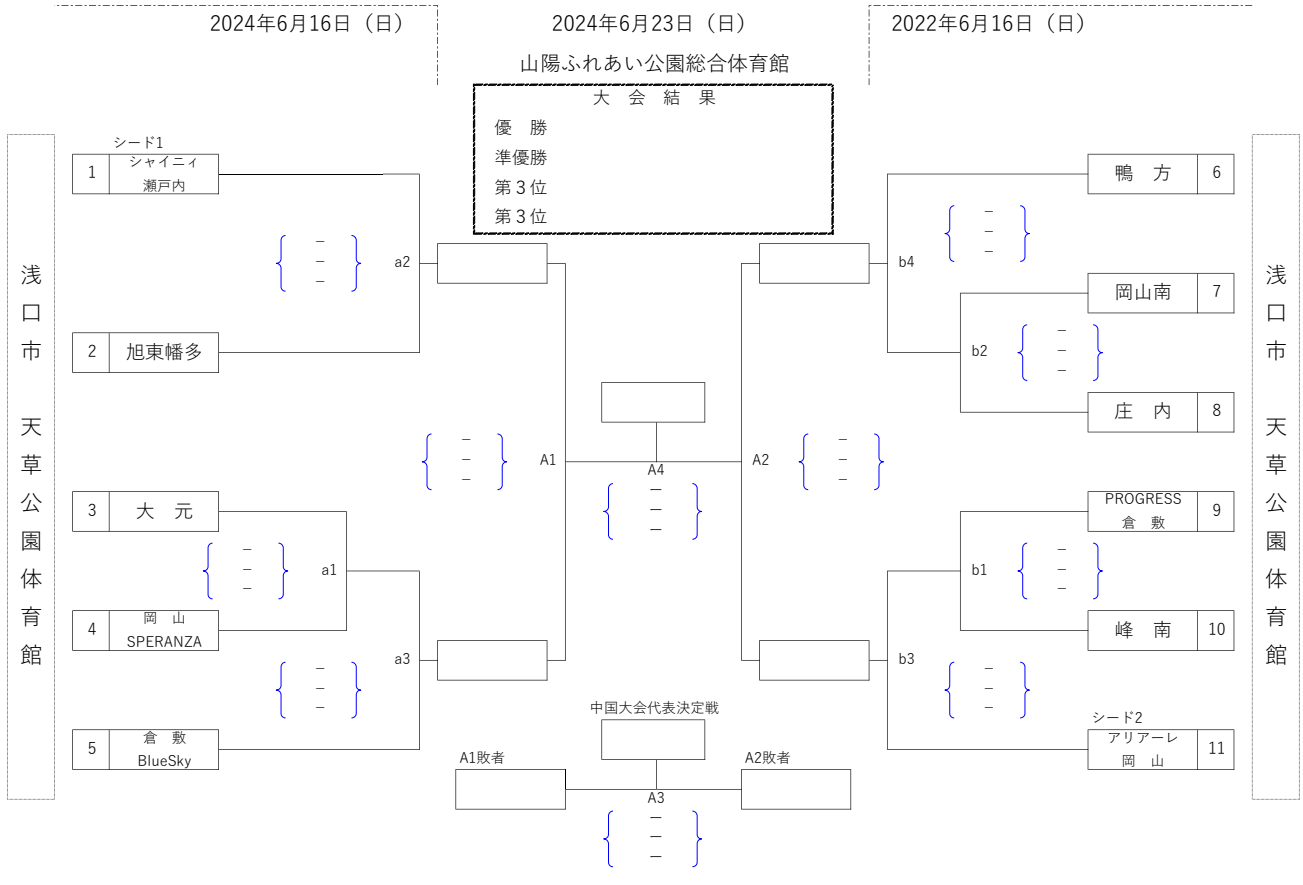 2024年6月16日（日）
2024年6月23日（日）
2022年6月16日（日）
山陽ふれあい公園総合体育館
大　会　結　果
優　勝
準優勝
第３位
第３位
浅口市　天草公園体育館
シード1
1 シャイニィ
瀬戸内
a2
2 旭東幡多
3 大　元
a1
4 岡　山
SPERANZA
a3
5 倉　敷
BlueSky
－
－
－
－
－
－
－
－
－
A1
－
－
－
A4
－
－
－
A2
－
－
－
中国大会代表決定戦
A1敗者
A2敗者
A3
－
－
－
鴨　方 6
b4
－
－
－
岡山南 7
b2
－
－
－
庄　内 8
PROGRESS
倉　敷 9
b1
－
－
－
峰　南 10
b3
－
－
－
シード2
アリアーレ
岡　山 11
浅口市　天草公園体育館